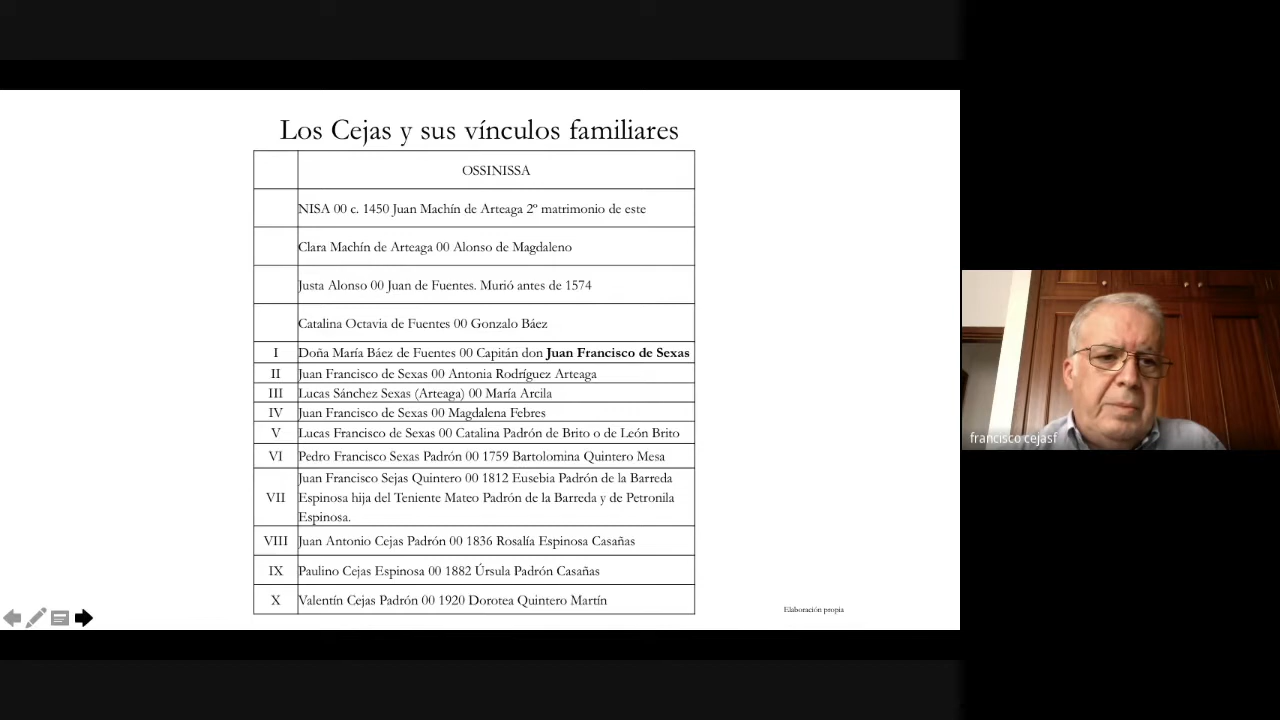 Los Cejas y sus vínculos familiares
OSSINISSA
NISA 00 c. 1450 Juan Machín de Arteaga 2º matrimonio de este
Clara Machín de Arteaga 00 Alonso de Magdaleno
Justa Alonso 00 Juan de Fuentes. Murió antes de 1574
Catalina Octavia de Fuentes 00 Gonzalo Báez
I Doña María Báez de Fuentes 00 Capitán don Juan Francisco de Sexas
II Juan Francisco de Sexas 00 Antonia Rodríguez Arteaga
III Lucas Sánchez Sexas (Arteaga) 00 María Arcila
IV Juan Francisco de Sexas 00 Magdalena Febres
V Lucas Francisco de Sexas 00 Catalina Padrón de Brito o de León Brito
VI Pedro Francisco Sexas Padrón 00 1759 Bartolomina Quintero Mesa
VII Juan Francisco Sejas Quintero 00 1812 Eusebia Padrón de la Barreda
Espinosa hija del Teniente Mateo Padrón de la Barreda y de Petronila
Espinosa.
VIII Juan Antonio Cejas Padrón 00 1836 Rosalía Espinosa Casañas
IX Paulino Cejas Espinosa 00 1882 Úrsula Padrón Casañas
X Valentín Cejas Padrón 00 1920 Dorotea Quintero Martín
Elaboración propia
francisco cejasf